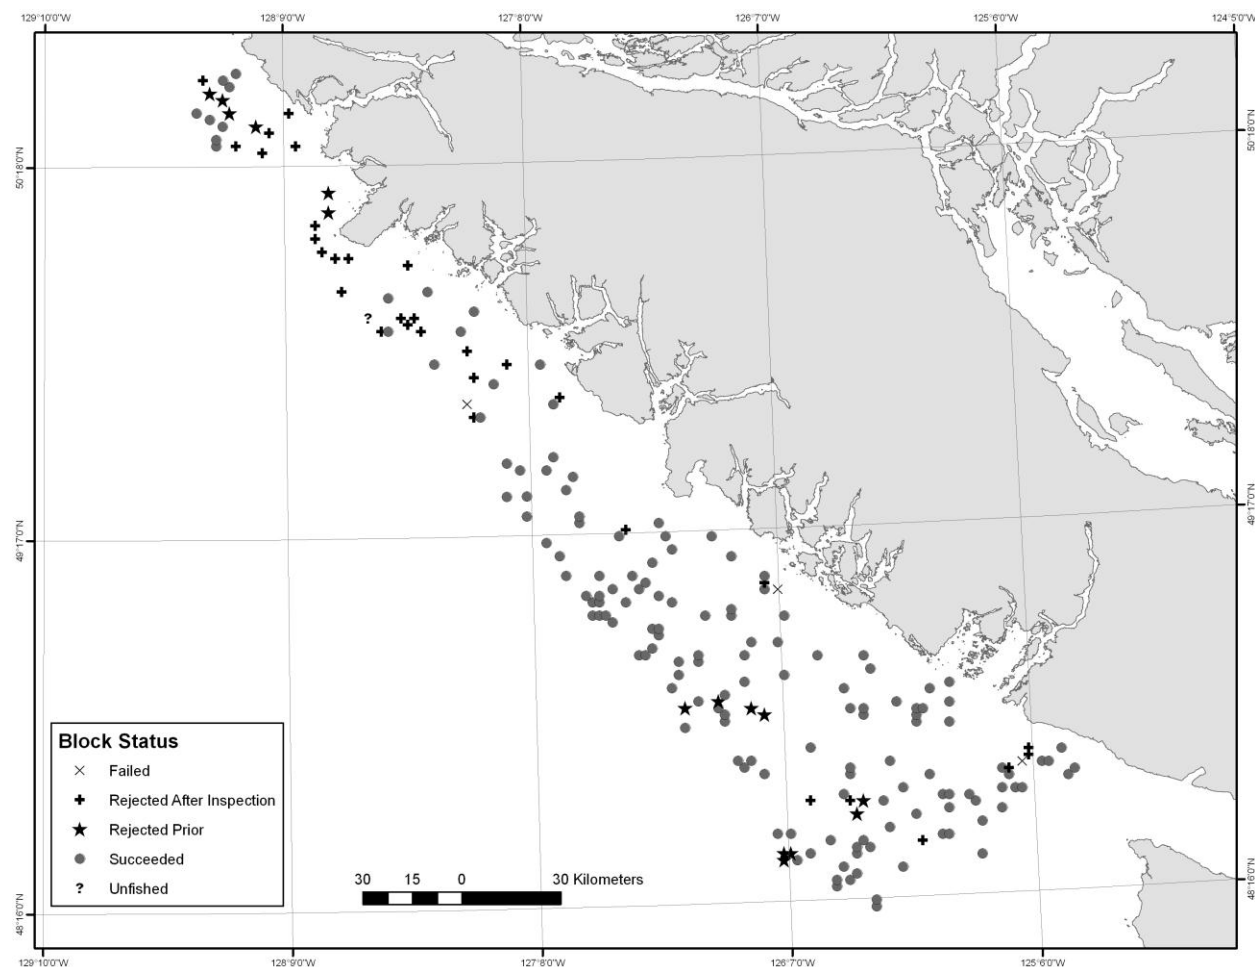 129°10'0"W 128°9'0"W 127°8'0"W 126°7'0"W 125°6'0"W 124°5'0"W
50°18'0"N 50°18'0"N
49°17'0"N 49°17'0"N
48°16'0"N 48°16'0"N
Block Status
Failed
Rejected After Inspection
Rejected Prior
Succeeded
? Unfished
?
30 15 0 30 Kilometers
129°10'0"W 128°9'0"W 127°8'0"W 126°7'0"W 125°6'0"W